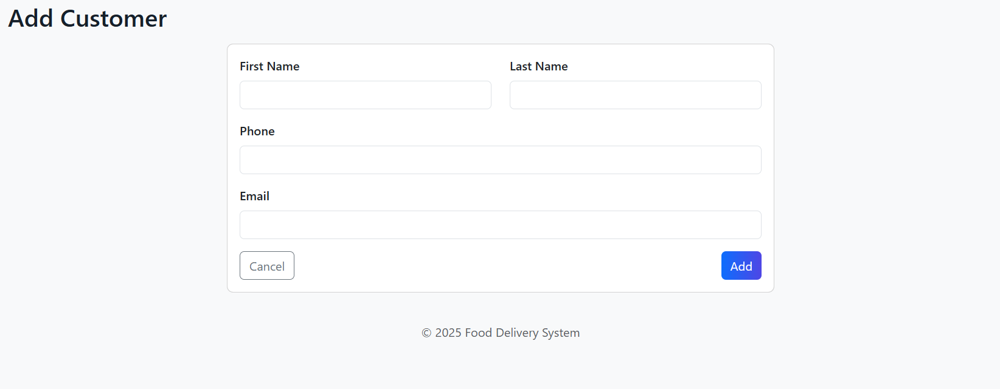 Add Customer
First Name
Last Name
Phone
Email
Cancel
Add
© 2025 Food Delivery System